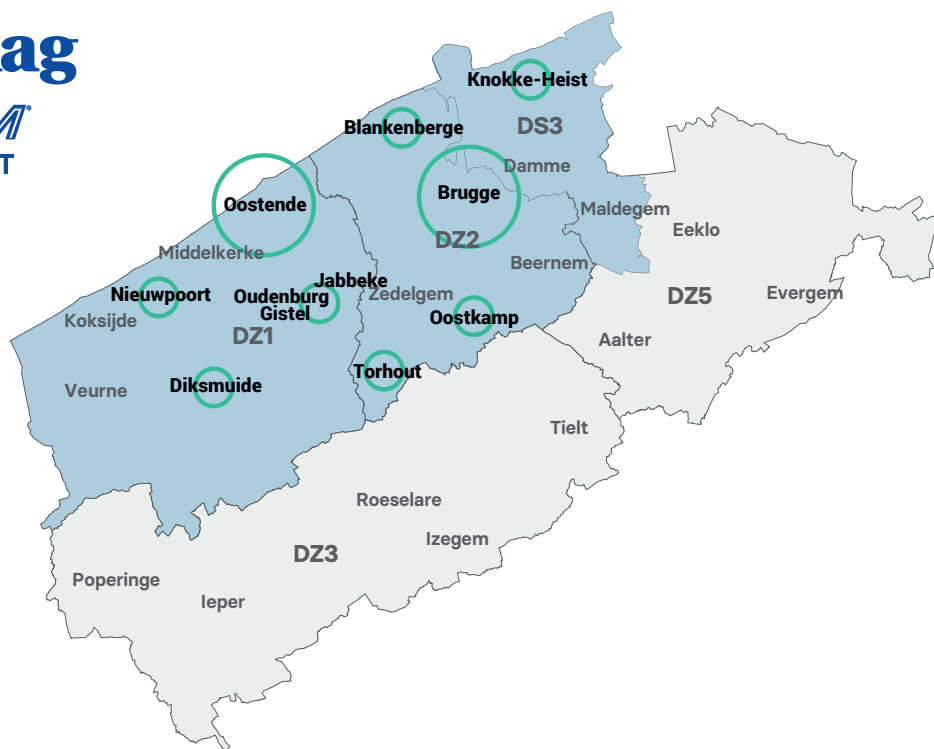 ag
M
T
Knokke-Heist
Blankenberge
DS3
Damme
Brugge
Oostende
Maldegem
Eeklo
DZ2
Middelkerke
Beernem
Jabbeke
Nieuwpoort
Oudenburg
Gistel
Zedelgem
DZ5
Evergem
Koksijde
Oostkamp
DZ1
Aalter
Torhout
Veurne
Diksmuide
Tielt
Roeselare
Izegem
DZ3
Poperinge
Ieper